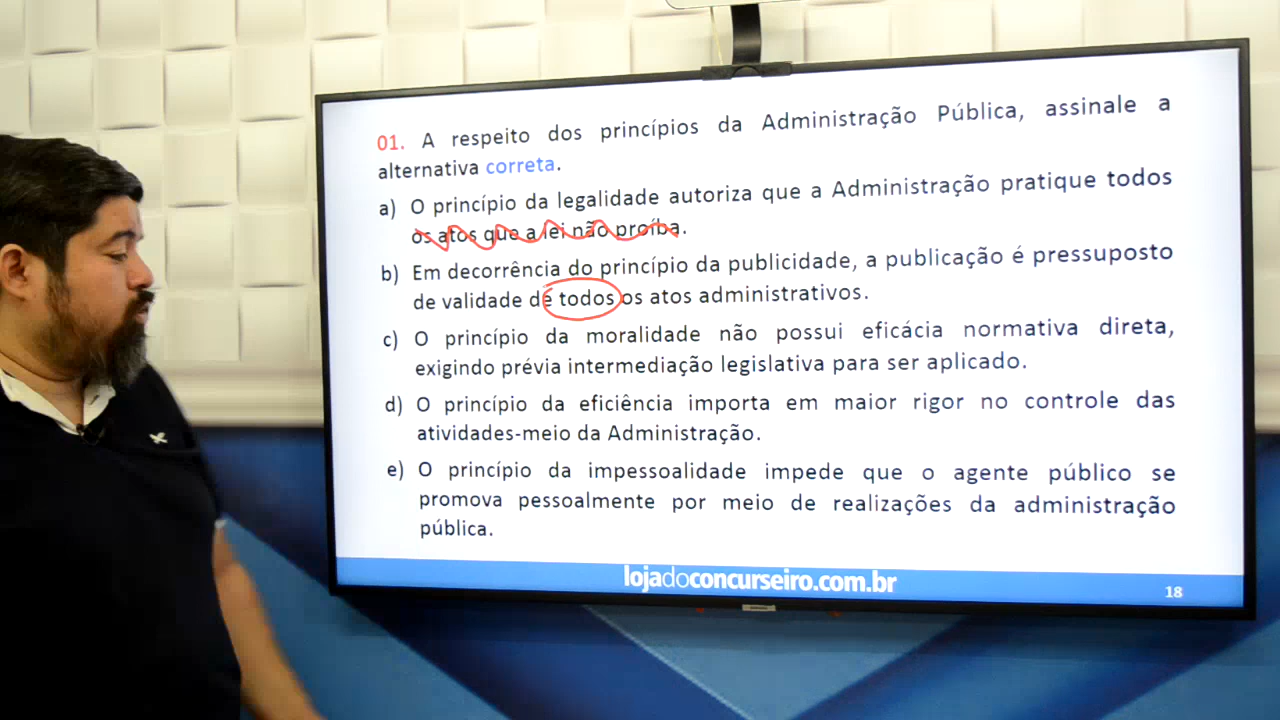 01. A respeito dos princípios da Administração Pública, assinale a
alternativa correta.
a) O princípio da legalidade autoriza que a Administração pratique todos
os atos que a lei não proíba.
b) Em decorrência do princípio da publicidade, a publicação é pressuposto
de validade de todos os atos administrativos.
c) O princípio da moralidade não possui eficácia normativa direta,
exigindo prévia intermediação legislativa para ser aplicado.
d) O princípio da eficiência importa em maior rigor no controle das
atividades-meio da Administração.
e) O princípio da impessoalidade impede que o agente público se
promova pessoalmente por meio de realizações da administração
pública.
lojadoconcurseiro.com.br
18